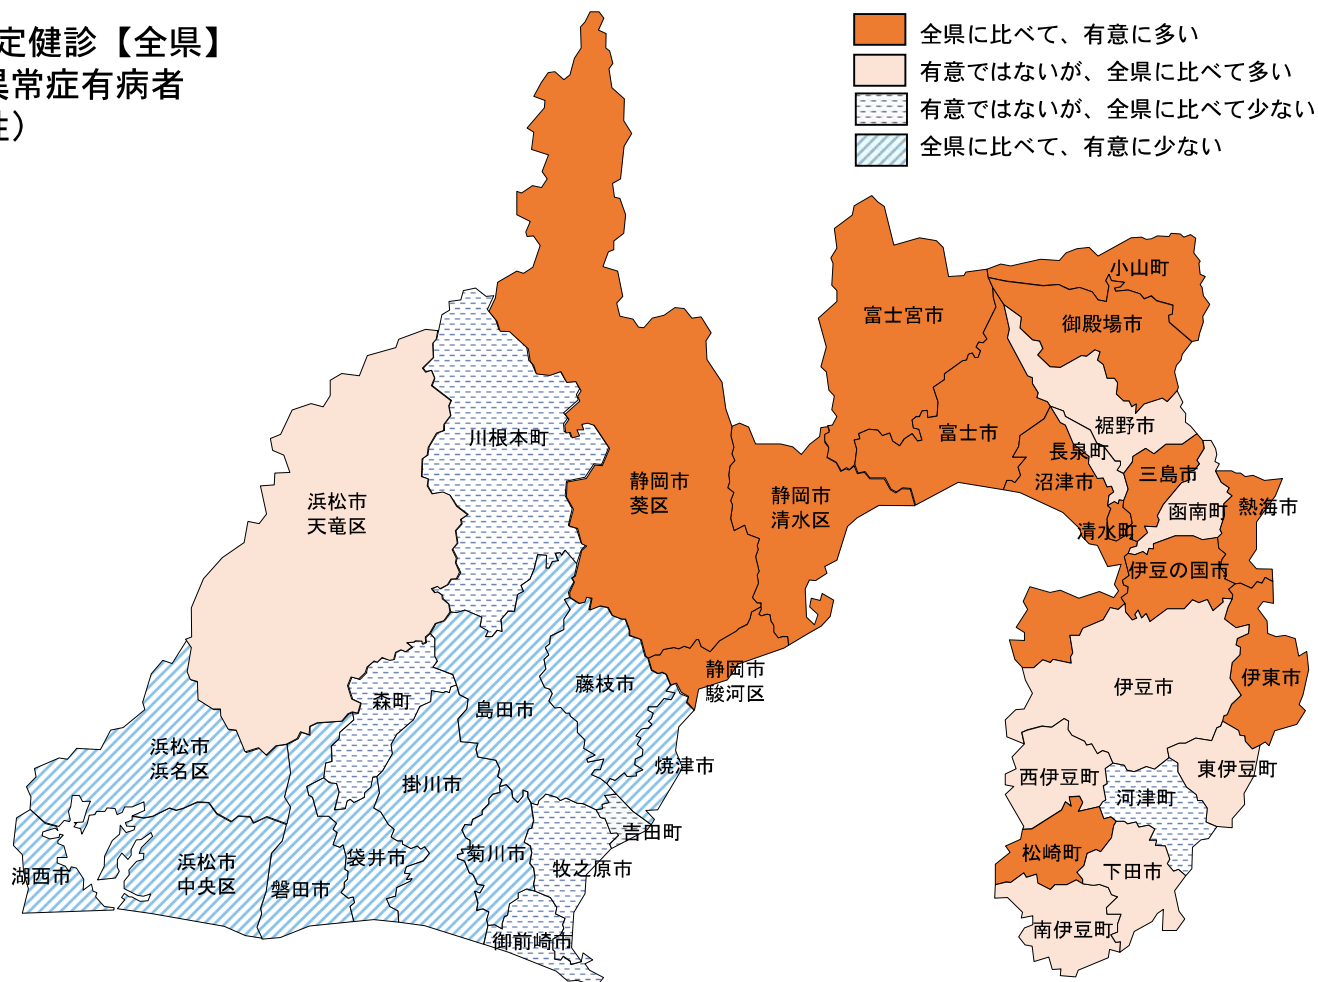 定健診【全県】
異常症有病者
性）
全県に比べて、有意に多い
有意ではないが、全県に比べて多い
有意ではないが、全県に比べて少ない
全県に比べて、有意に少ない
小山町
富士宮市
御殿場市
裾野市
富士市
川根本町
長泉町
三島市
静岡市
葵区
沼津市
静岡市
清水区
浜松市
天竜区
函南町
熱海市
清水町
伊豆の国市
静岡市
駿河区
伊東市
藤枝市
伊豆市
森町
島田市
浜松市
浜名区
焼津市
東伊豆町
西伊豆町
掛川市
河津町
吉田町
菊川市
松崎町
袋井市
浜松市
中央区
牧之原市
下田市
湖西市
磐田市
南伊豆町
御前崎市